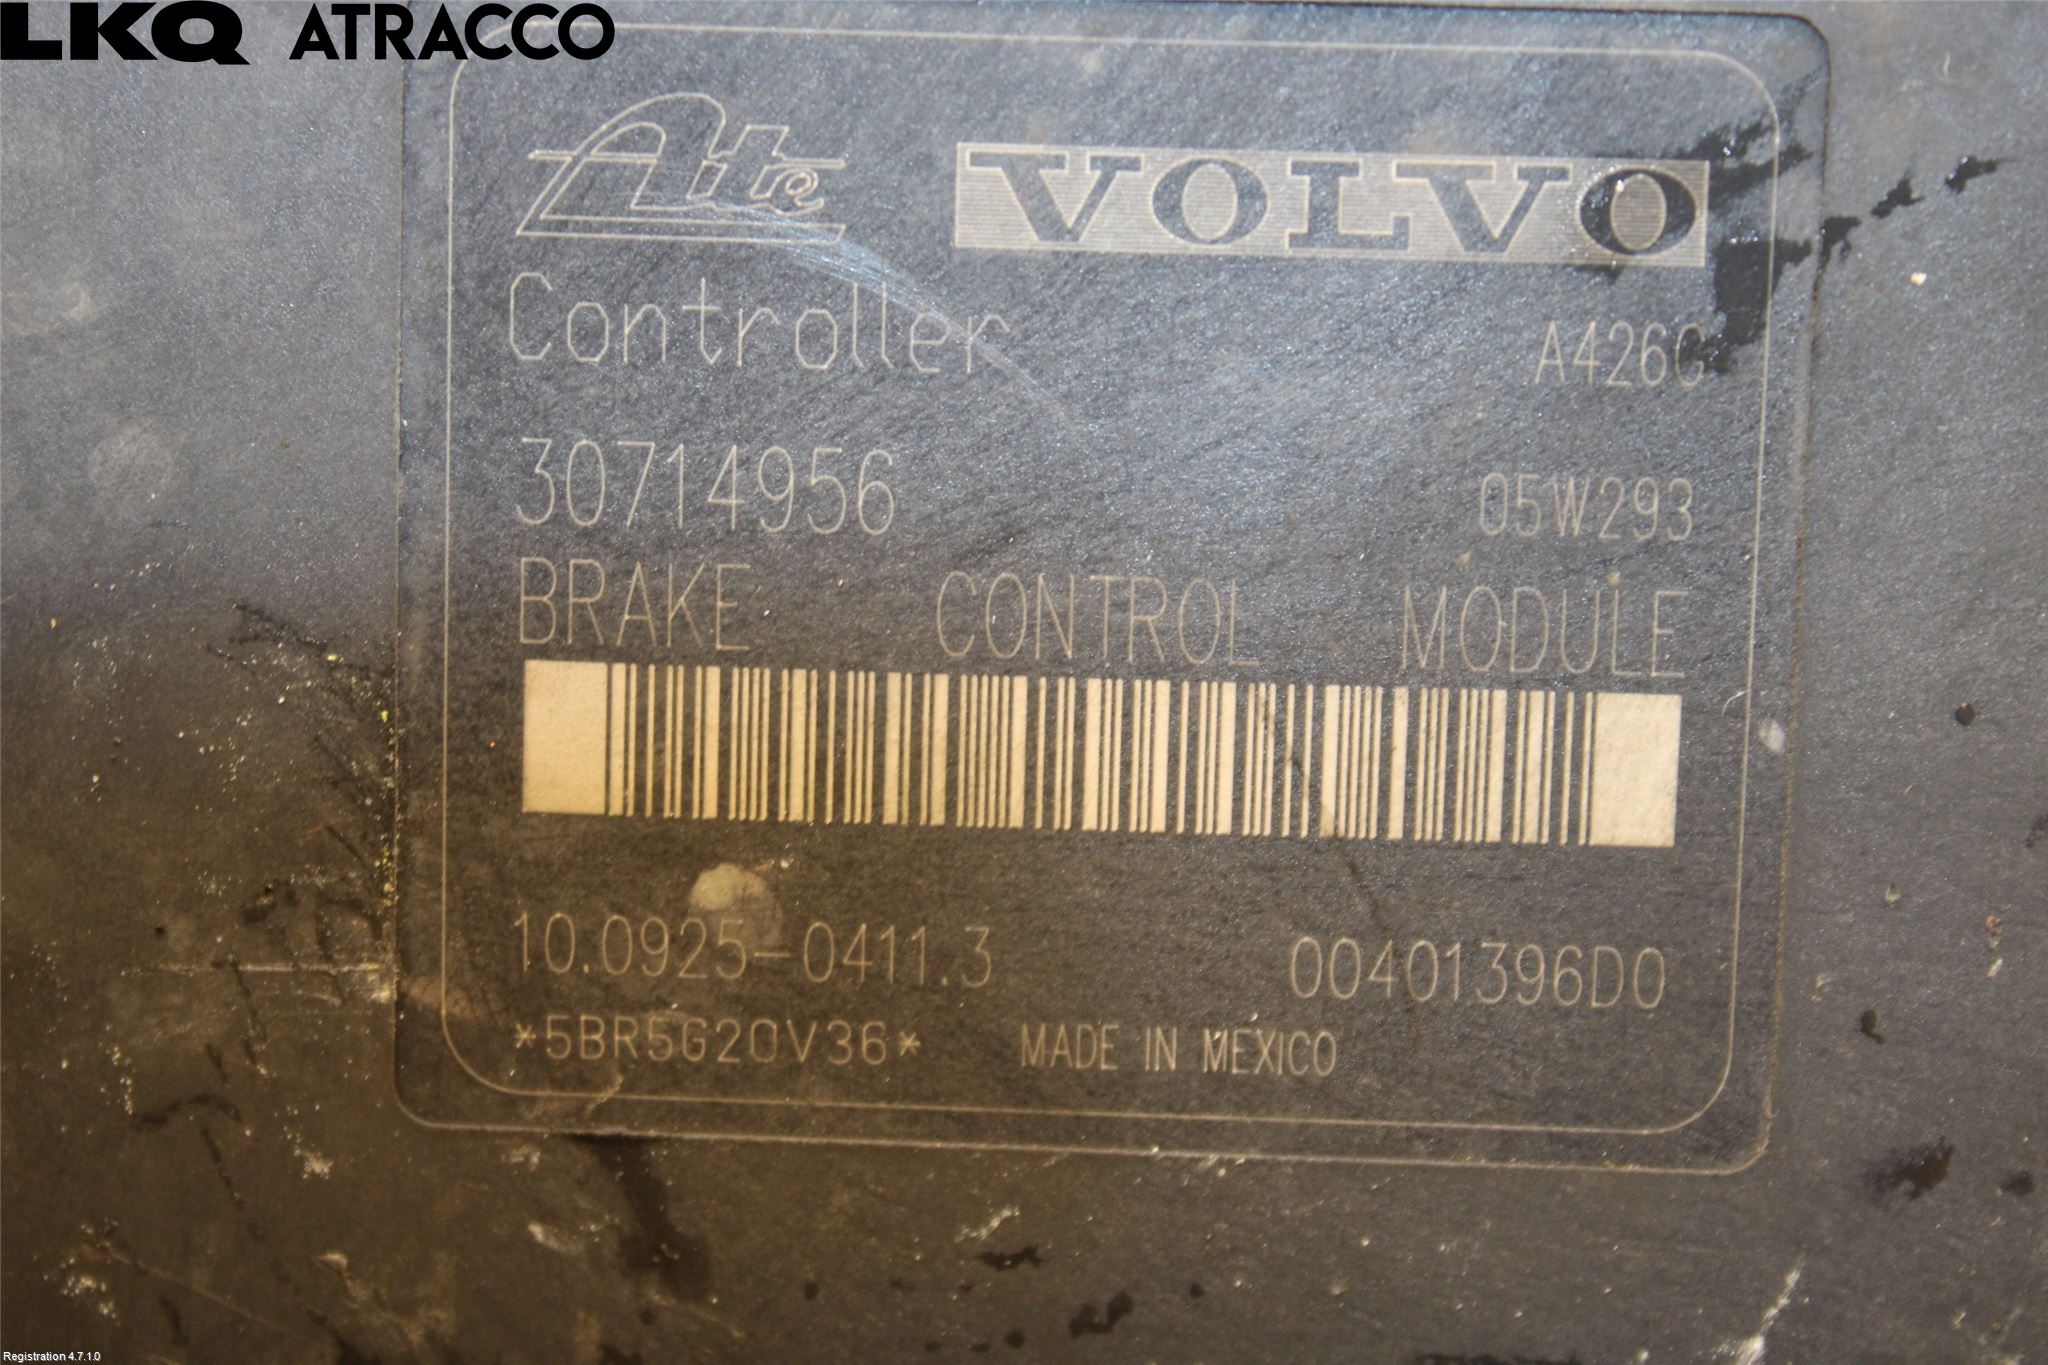 LKQ ATRACCO
Ate VOLVO
Controller A426C
30714956 05W293
BRAKE CONTROL MODULE
10.0925-0411.3 00401396D0
*5BR5G20V36* MADE IN MEXICO
Registration 4.7.1.0